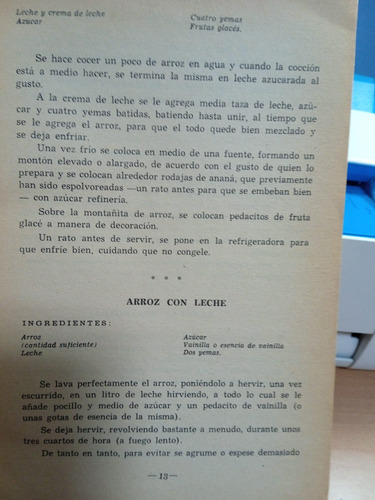 Leche y crema de leche
Azúcar
Cuatro yemas
Frutas glacés.
Se hace cocer un poco de arroz en agua y cuando la cocción
está a medio hacer, se termina la misma en leche azucarada al
gusto.
A la crema de leche se le agrega media taza de leche, azú-
car y cuatro yemas batidas, batiendo hasta unir, al tiempo que
se le agrega el arroz, para que el todo quede bien mezclado y
se deja enfriar.
Una vez frío se coloca en medio de una fuente, formando un
montón elevado o alargado, de acuerdo con el gusto de quien lo
prepara y se colocan alrededor rodajas de ananá, que previamente
han sido espolvoreadas —un rato antes para que se embeban bien
— con azúcar refinería.
Sobre la montañita de arroz, se colocan pedacitos de fruta
glacé a manera de decoración.
Un rato antes de servir, se pone en la refrigeradora para
que enfríe bien, cuidando que no congele.
* * *
ARROZ CON LECHE
INGREDIENTES:
Arroz
(cantidad suficiente)
Leche
Azúcar
Vainilla o esencia de vainilla
Dos yemas.
Se lava perfectamente el arroz, poniéndolo a hervir, una vez
escurrido, en un litro de leche hirviendo, a todo lo cual se le
añade pocillo y medio de azúcar y un pedacito de vainilla (o
unas gotas de esencia de la misma).
Se deja hervir, revolviendo bastante a menudo, durante unos
tres cuartos de hora (a fuego lento).
De tanto en tanto, para evitar se agrume o espese demasiado
—13—